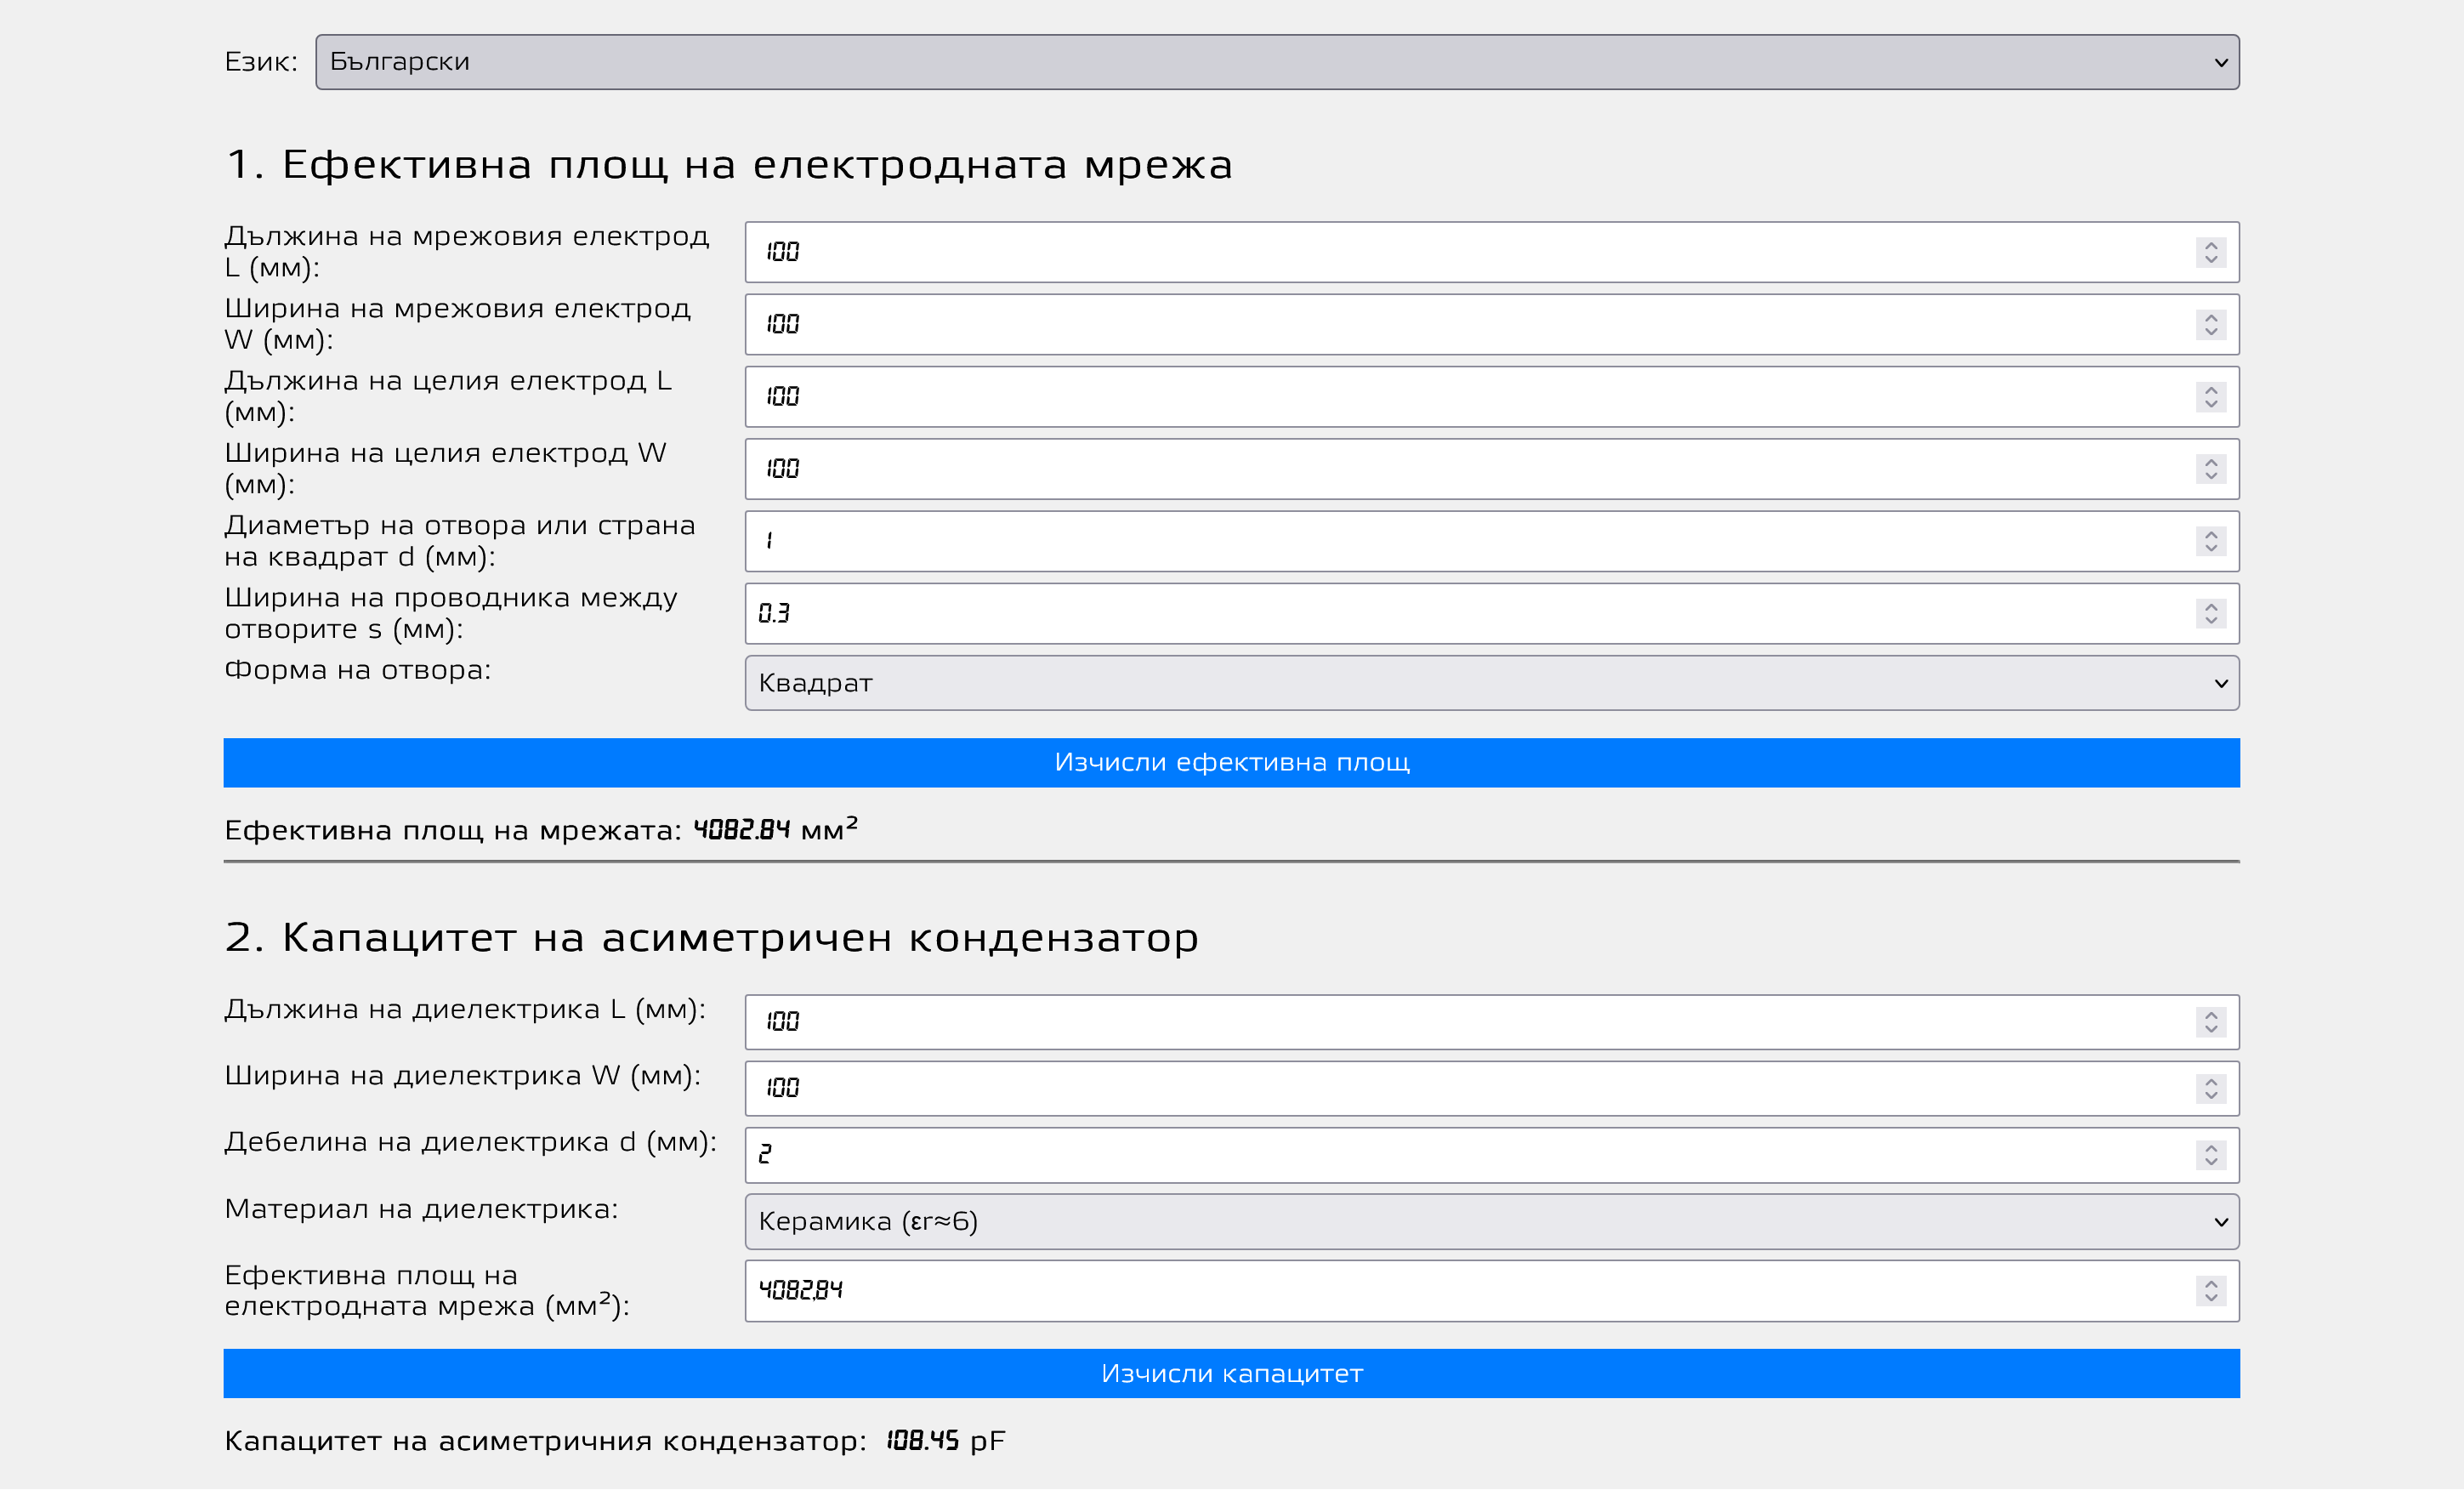 Език: Български
1. Ефективна площ на електродната мрежа
Дължина на мрежовия електрод
L (мм):
100
Ширина на мрежовия електрод
W (мм):
100
Дължина на целия електрод L
(мм):
100
Ширина на целия електрод W
(мм):
100
Диаметър на отвора или страна
на квадрат d (мм):
1
Ширина на проводника между
отворите s (мм):
0.3
Форма на отвора: Квадрат
Изчисли ефективна площ
Ефективна площ на мрежата: 4082.84 мм²
2. Капацитет на асиметричен кондензатор
Дължина на диелектрика L (мм): 100
Ширина на диелектрика W (мм): 100
Дебелина на диелектрика d (мм): 2
Материал на диелектрика: Керамика (εr≈6)
Ефективна площ на
електродната мрежа (мм²):
4082,84
Изчисли капацитет
Капацитет на асиметричния кондензатор: 108.45 pF